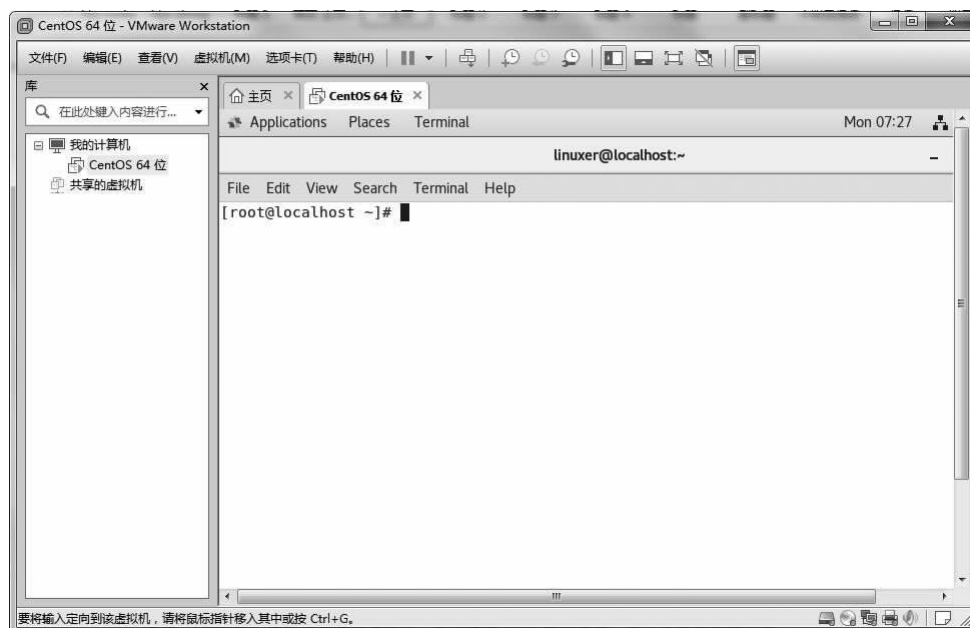 CentOS 64 位 - VMware Workstation
文件(F) 编辑(E) 查看(V) 虚拟机(M) 选项卡(T) 帮助(H)
库
在此处键入内容进行...
我的计算机
CentOS 64 位
共享的虚拟机
主页 CentOS 64 位
Applications Places Terminal Mon 07:27
linuxer@localhost:~
File Edit View Search Terminal Help
[root@localhost ~]#
要将输入定向到该虚拟机，请将鼠标指针移入其中或按 Ctrl+G。